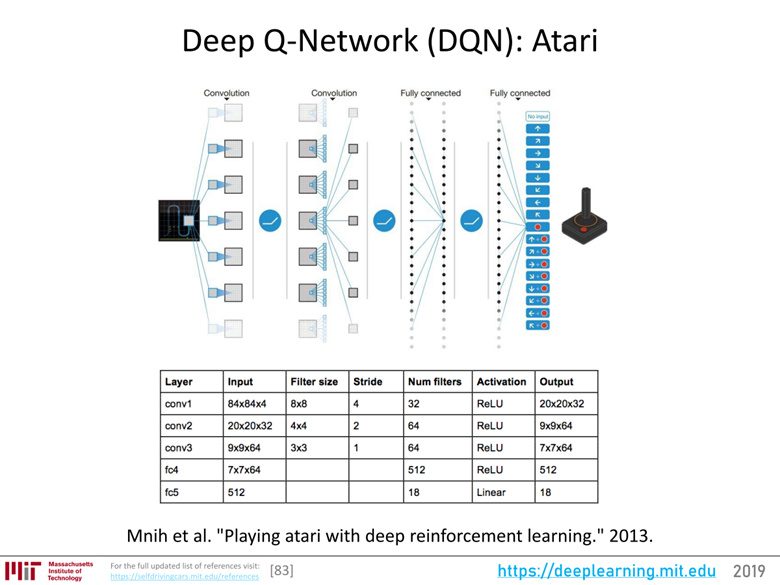 Deep Q-Network (DQN): Atari
Convolution Convolution Fully connected Fully connected
No input
Layer Input Filter size Stride Num filters Activation Output
conv1 84x84x4 8x8 4 32 ReLU 20x20x32
conv2 20x20x32 4x4 2 64 ReLU 9x9x64
conv3 9x9x64 3x3 1 64 ReLU 7x7x64
fc4 7x7x64 512 ReLU 512
fc5 512 18 Linear 18
Mnih et al. "Playing atari with deep reinforcement learning." 2013.
Massachusetts
Institute of
Technology
For the full updated list of references visit:
https://selfdrivingcars.mit.edu/references
[83]
https://deeplearning.mit.edu 2019